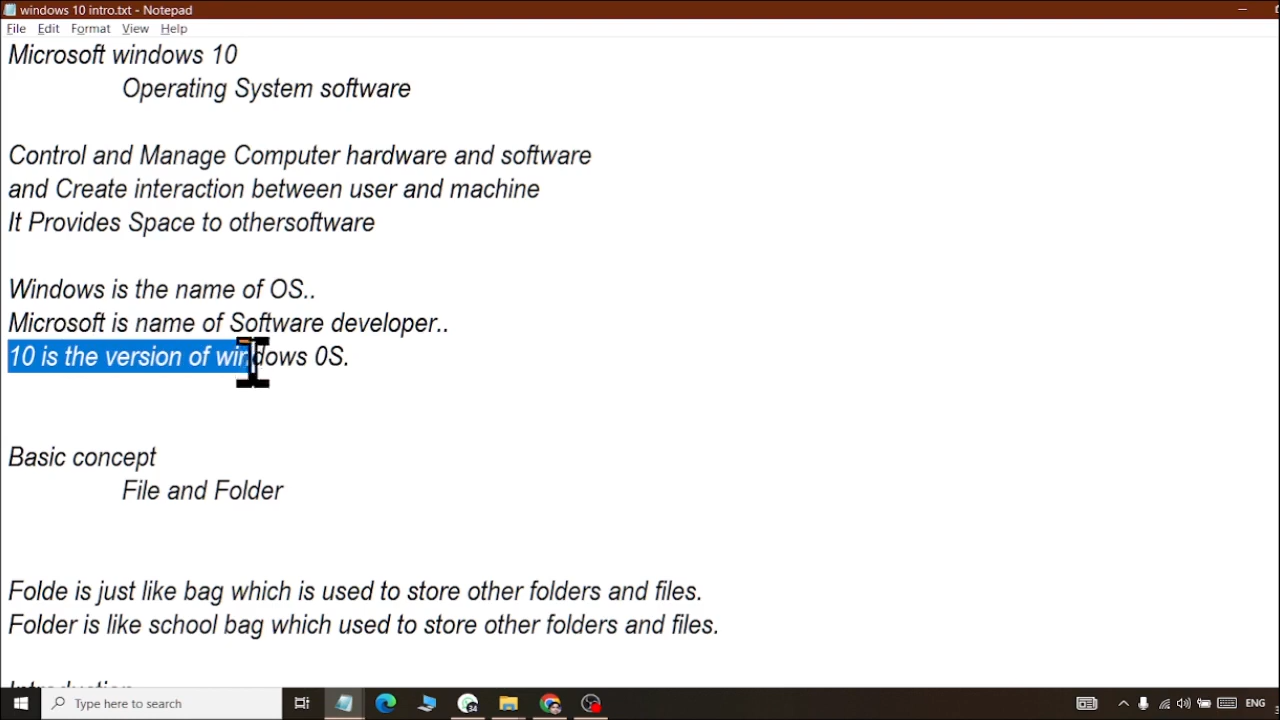 windows 10 intro.txt - Notepad
File Edit Format View Help
Microsoft windows 10
Operating System software
Control and Manage Computer hardware and software
and Create interaction between user and machine
It Provides Space to othersoftware
Windows is the name of OS..
Microsoft is name of Software developer..
10 is the version of windows 0S.
Basic concept
File and Folder
Folde is just like bag which is used to store other folders and files.
Folder is like school bag which used to store other folders and files.
Introduction
Type here to search
ENG